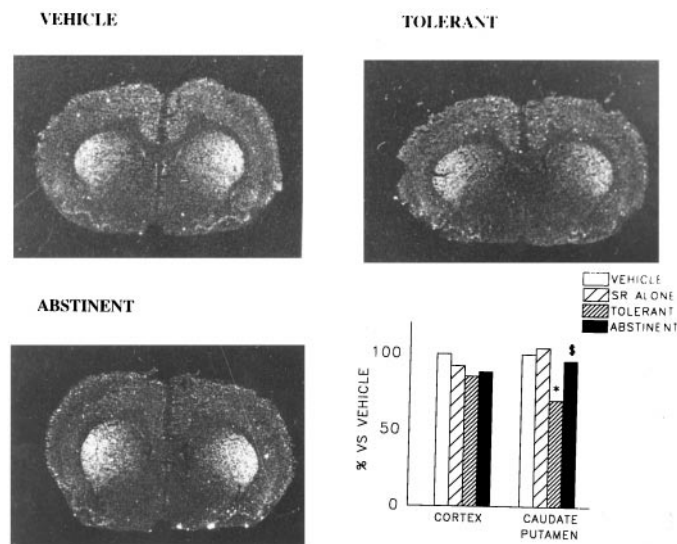 VEHICLE
TOLERANT
ABSTINENT
VEHICLE
SR ALONE
TOLERANT
ABSTINENT
% VS VEHICLE
100
50
0
*
$
CORTEX
CAUDATE
PUTAMEN